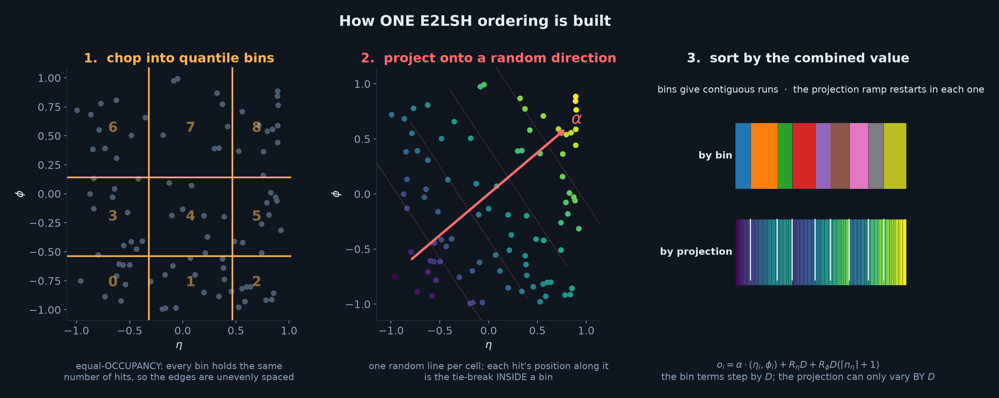 How ONE E2LSH ordering is built
1.  chop into quantile bins
1.00
0.75
0.50
0.25
0.00
−0.25
−0.50
−0.75
−1.00
ϕ
6
7
8
3
4
5
0
1
2
−1.0
−0.5
0.0
0.5
1.0
η
equal-OCCUPANCY: every bin holds the same
number of hits, so the edges are unevenly spaced
2.  project onto a random direction
1.0
0.5
0.0
−0.5
−1.0
ϕ
α
−1.0
−0.5
0.0
0.5
1.0
η
one random line per cell; each hit's position along it
is the tie-break INSIDE a bin
3.  sort by the combined value
bins give contiguous runs  ·  the projection ramp restarts in each one
by bin
by projection
oᵢ = α · (ηᵢ, ϕᵢ) + R_η D + R_ϕ D(⌈n_η⌉ + 1)
the bin terms step by D; the projection can only vary BY D